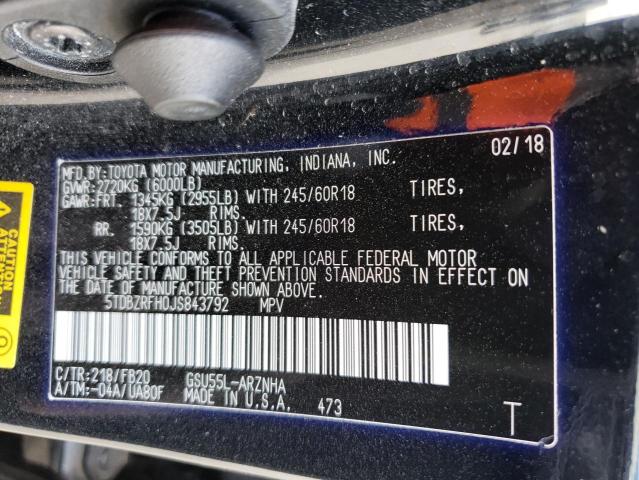 MFD.BY:TOYOTA MOTOR MANUFACTURING, INDIANA, INC. 02/18
GVWR:2720KG (6000LB)
GAWR:FRT. 1345KG (2955LB) WITH 245/60R18 TIRES,
18X7.5J RIMS.
RR. 1590KG (3505LB) WITH 245/60R18 TIRES,
18X7.5J RIMS.
THIS VEHICLE CONFORMS TO ALL APPLICABLE FEDERAL MOTOR
VEHICLE SAFETY AND THEFT PREVENTION STANDARDS IN EFFECT ON
THE DATE OF MANUFACTURE SHOWN ABOVE.
5TDBZRFH0JS843792 MPV
C/TR:218/FB20 GSU55L-ARZNHA
A/TM:-04A/UA80F MADE IN U.S.A. 473 T
CAUTION
ATTENTION